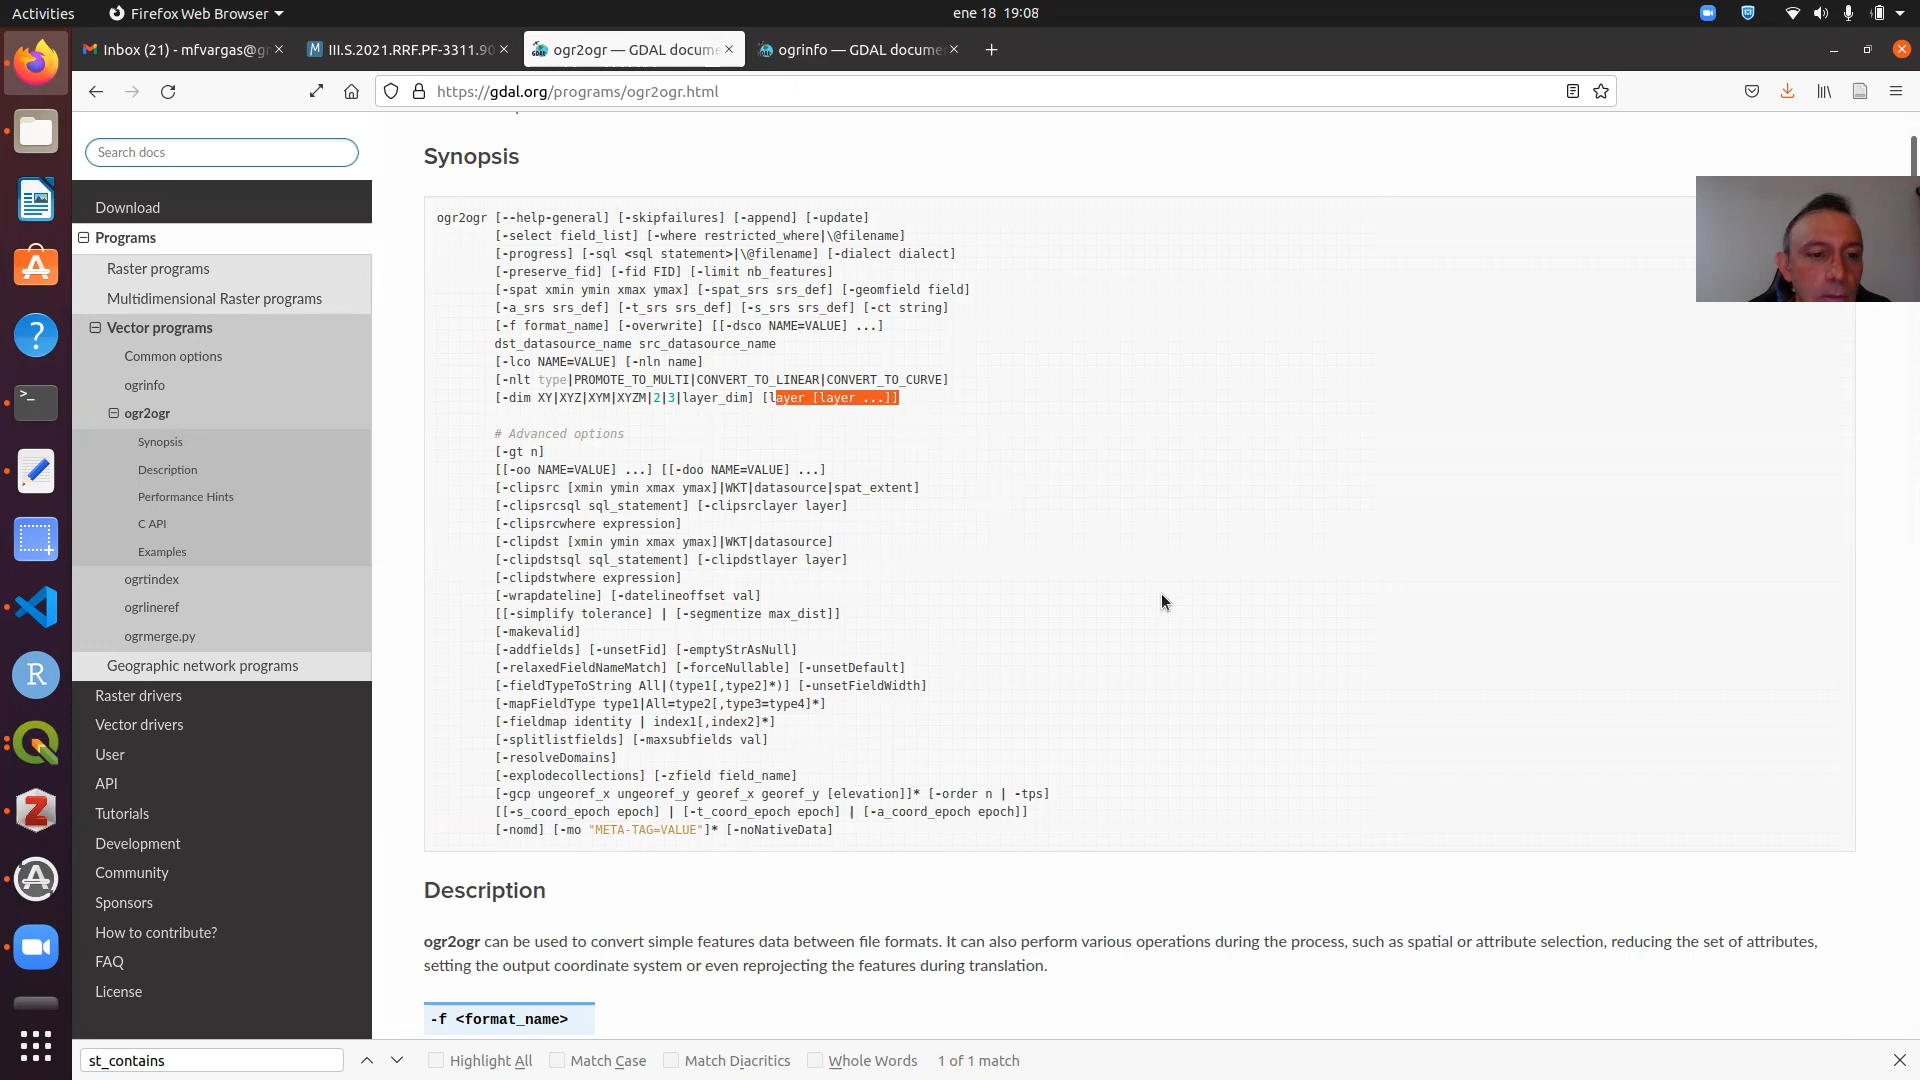 Activities
Firefox Web Browser
ene 18 19:08
Inbox (21) - mfvargas@g
III.S.2021.RRF.PF-3311.90
ogr2ogr — GDAL docum
ogrinfo — GDAL docume
https://gdal.org/programs/ogr2ogr.html
Search docs
Download
Programs
Raster programs
Multidimensional Raster programs
Vector programs
Common options
ogrinfo
ogr2ogr
Synopsis
Description
Performance Hints
C API
Examples
ogrtindex
ogrlineref
ogrmerge.py
Geographic network programs
Raster drivers
Vector drivers
User
API
Tutorials
Development
Community
Sponsors
How to contribute?
FAQ
License
Synopsis
ogr2ogr [--help-general] [-skipfailures] [-append] [-update]
[-select field_list] [-where restricted_where|\@filename]
[-progress] [-sql <sql statement>|\@filename] [-dialect dialect]
[-preserve_fid] [-fid FID] [-limit nb_features]
[-spat xmin ymin xmax ymax] [-spat_srs srs_def] [-geomfield field]
[-a_srs srs_def] [-t_srs srs_def] [-s_srs srs_def] [-ct string]
[-f format_name] [-overwrite] [[-dsco NAME=VALUE] ...]
dst_datasource_name src_datasource_name
[-lco NAME=VALUE] [-nln name]
[-nlt type|PROMOTE_TO_MULTI|CONVERT_TO_LINEAR|CONVERT_TO_CURVE]
[-dim XY|XYZ|XYM|XYZM|2|3|layer_dim] [layer [layer ...]]
# Advanced options
[-gt n]
[[-oo NAME=VALUE] ...] [[-doo NAME=VALUE] ...]
[-clipsrc [xmin ymin xmax ymax]|WKT|datasource|spat_extent]
[-clipsrcsql sql_statement] [-clipsrclayer layer]
[-clipsrcwhere expression]
[-clipdst [xmin ymin xmax ymax]|WKT|datasource]
[-clipdstsql sql_statement] [-clipdstlayer layer]
[-clipdstwhere expression]
[-wrapdateline] [-datelineoffset val]
[[-simplify tolerance] | [-segmentize max_dist]]
[-makevalid]
[-addfields] [-unsetFid] [-emptyStrAsNull]
[-relaxedFieldNameMatch] [-forceNullable] [-unsetDefault]
[-fieldTypeToString All|(type1[,type2]*)] [-unsetFieldWidth]
[-mapFieldType type1|All=type2[,type3=type4]*]
[-fieldmap identity | index1[,index2]*]
[-splitlistfields] [-maxsubfields val]
[-resolveDomains]
[-explodecollections] [-zfield field_name]
[-gcp ungeoref_x ungeoref_y georef_x georef_y [elevation]]* [-order n | -tps]
[[-s_coord_epoch epoch] | [-t_coord_epoch epoch] | [-a_coord_epoch epoch]]
[-nomd] [-mo "META-TAG=VALUE"]* [-noNativeData]
Description
ogr2ogr can be used to convert simple features data between file formats. It can also perform various operations during the process, such as spatial or attribute selection, reducing the set of attributes,
setting the output coordinate system or even reprojecting the features during translation.
-f <format_name>
st_contains
Highlight All
Match Case
Match Diacritics
Whole Words
1 of 1 match